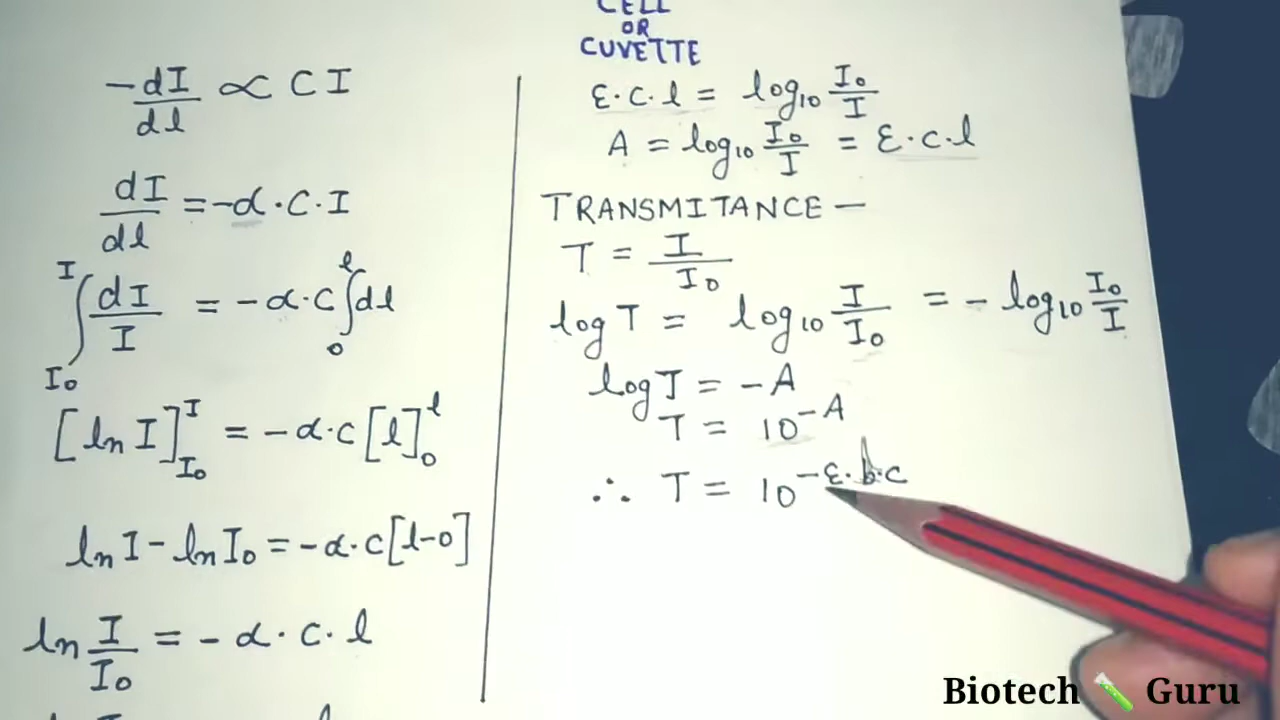 -dI/dl ∝ C I
dI/dl = -α · C · I
∫_{I₀}^{I} dI/I = -α · C ∫_{0}^{l} dl
[ln I]_{I₀}^{I} = -α · C [l]_{0}^{l}
ln I - ln I₀ = -α · C [l-0]
ln I/I₀ = - α · C · l
CELL
OR
CUVETTE
ε · C · l = log₁₀ I₀/I
A = log₁₀ I₀/I = ε · C · l
TRANSMITANCE —
T = I/I₀
log T = log₁₀ I/I₀ = - log₁₀ I₀/I
log T = -A
T = 10^{-A}
∴ T = 10^{-ε · b · c}
Biotech Guru